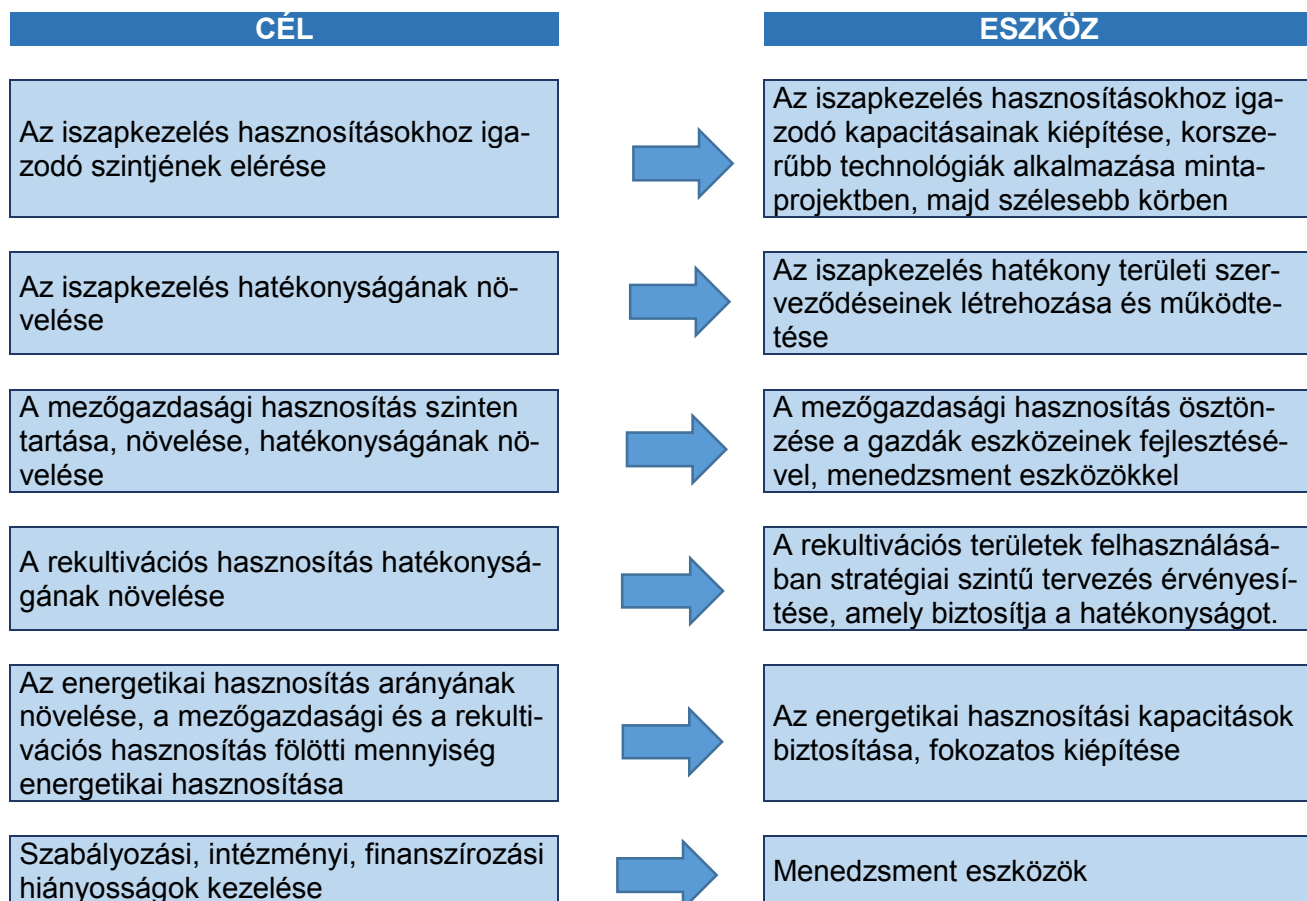 CÉL
ESZKÖZ
Az iszapkezelés hasznosításokhoz iga-
zodó szintjének elérése
Az iszapkezelés hasznosításokhoz iga-
zodó kapacitásainak kiépítése, korsze-
rűbb technológiák alkalmazása minta-
projektben, majd szélesebb körben
Az iszapkezelés hatékonyságának nö-
velése
Az iszapkezelés hatékony területi szer-
veződéseinek létrehozása és működte-
tése
A mezőgazdasági hasznosítás szinten
tartása, növelése, hatékonyságának nö-
velése
A mezőgazdasági hasznosítás ösztön-
zése a gazdák eszközeinek fejlesztésé-
vel, menedzsment eszközökkel
A rekultivációs hasznosítás hatékonysá-
gának növelése
A rekultivációs területek felhasználásá-
ban stratégiai szintű tervezés érvényesí-
tése, amely biztosítja a hatékonyságot.
Az energetikai hasznosítás arányának
növelése, a mezőgazdasági és a rekulti-
vációs hasznosítás fölötti mennyiség
energetikai hasznosítása
Az energetikai hasznosítási kapacitások
biztosítása, fokozatos kiépítése
Szabályozási, intézményi, finanszírozási
hiányosságok kezelése
Menedzsment eszközök